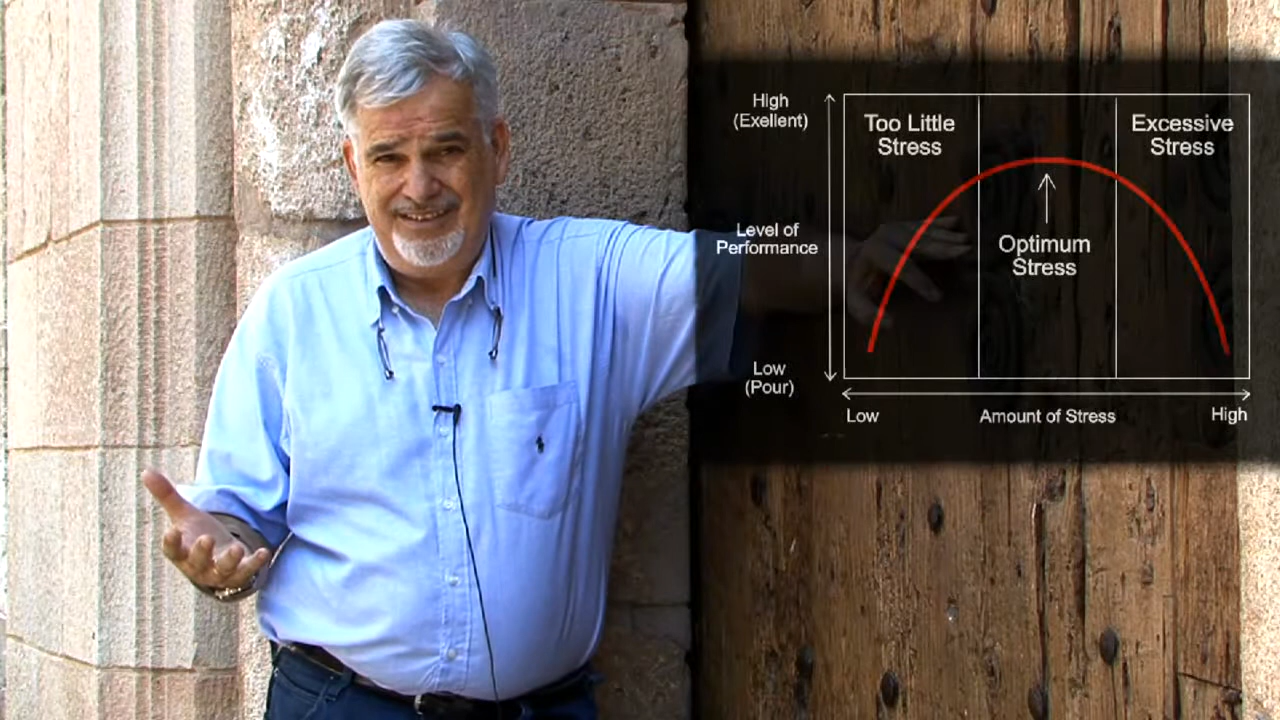 High
(Exellent)
Too Little
Stress
Excessive
Stress
Level of
Performance
Optimum
Stress
Low
(Pour)
Low
Amount of Stress
High